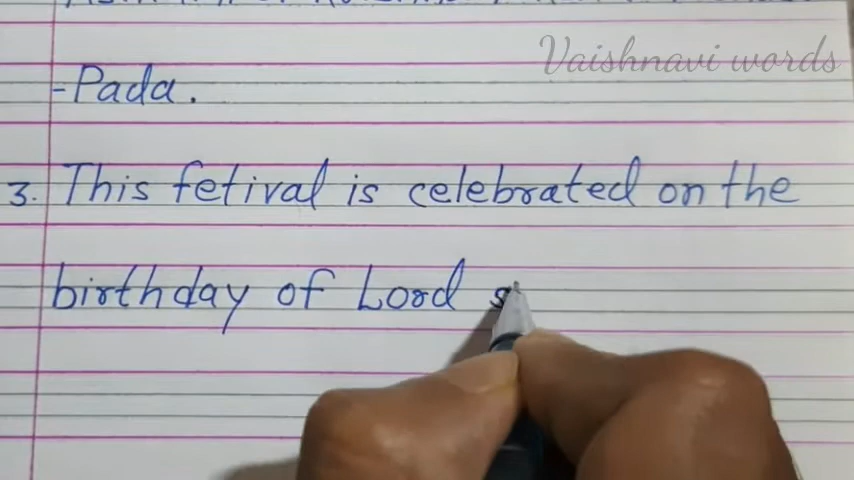 Vaishnavi words
-Pada.
3. This fetival is celebrated on the
birthday of Lord s